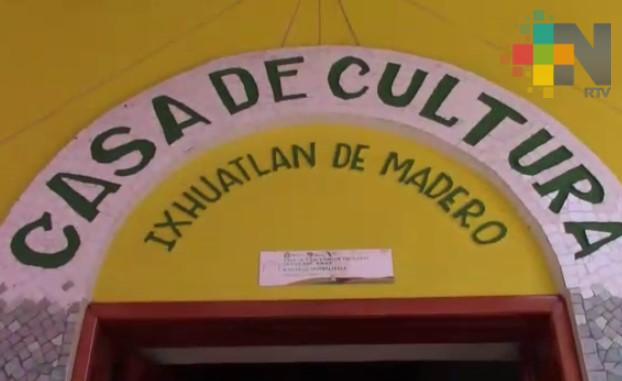 N
RTV
CASA DE CULTURA
IXHUATLAN DE MADERO